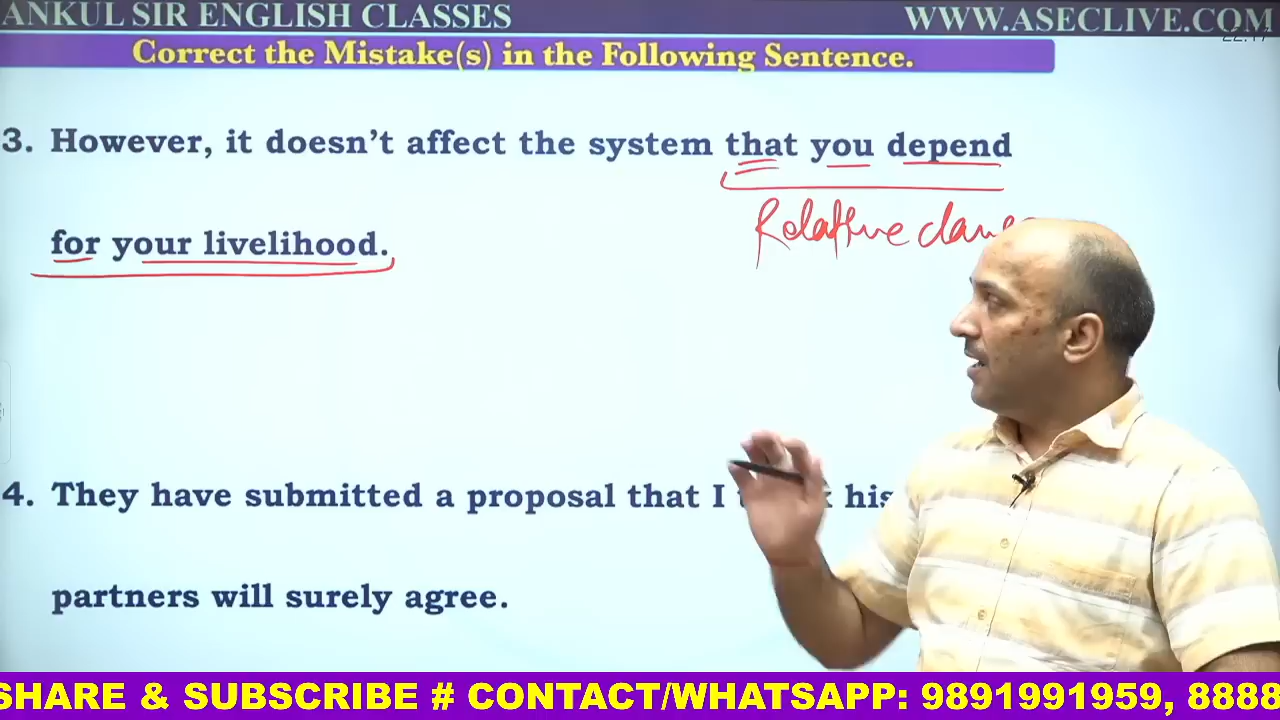 ANKUL SIR ENGLISH CLASSES
WWW.ASECLIVE.COM
Correct the Mistake(s) in the Following Sentence.
3. However, it doesn't affect the system that you depend
Relative
for your livelihood.
4. They have submitted a proposal that I his
partners will surely agree.
SHARE & SUBSCRIBE # CONTACT/WHATSAPP: 9891991959, 8888